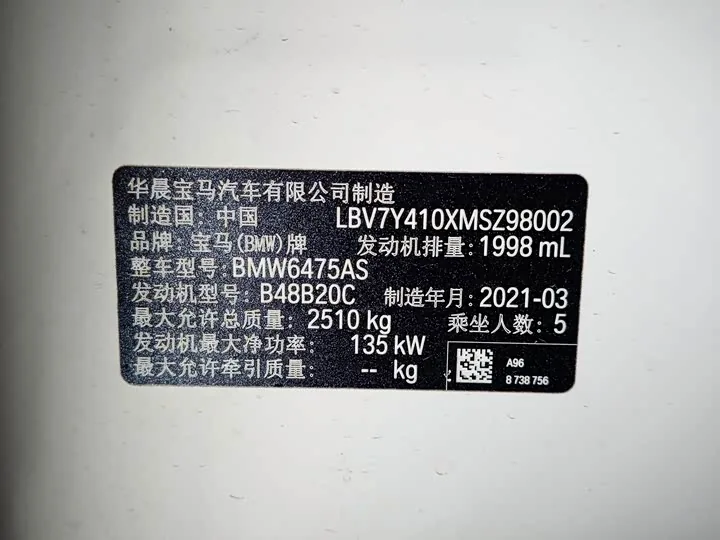 华晨宝马汽车有限公司制造
制造国：中国 LBV7Y410XMSZ98002
品牌：宝马(BMW)牌 发动机排量：1998 mL
整车型号：BMW6475AS
发动机型号：B48B20C 制造年月：2021-03
最大允许总质量：2510 kg 乘坐人数：5
发动机最大净功率：135 kW
最大允许牵引质量：-- kg
A96
8 738 756